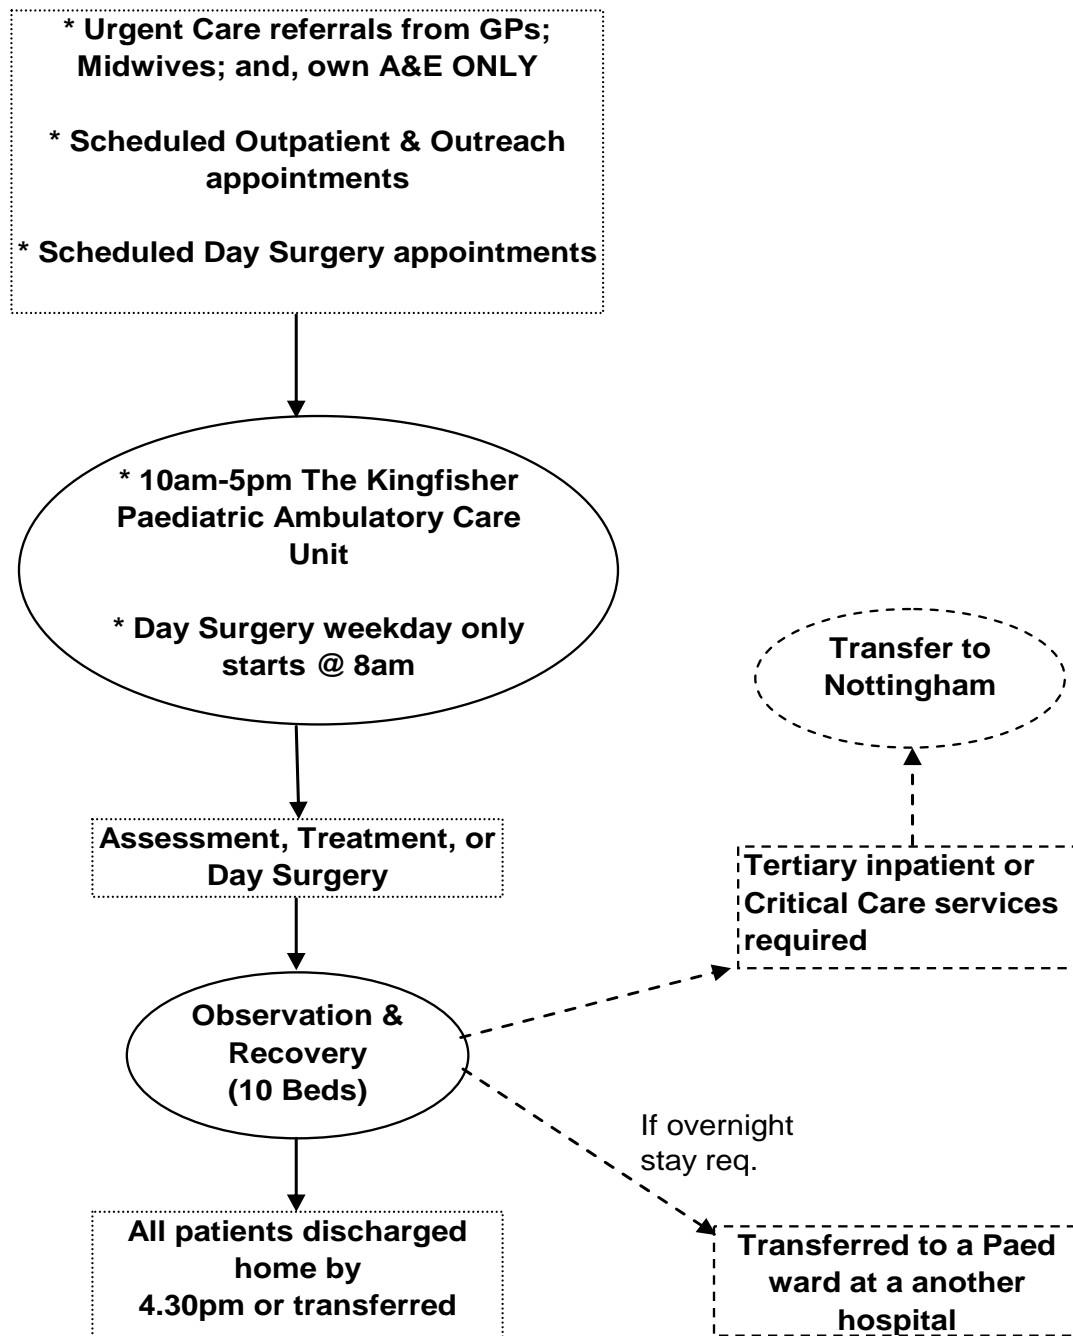 * Urgent Care referrals from GPs;
Midwives; and, own A&E ONLY
* Scheduled Outpatient & Outreach
appointments
* Scheduled Day Surgery appointments
* 10am-5pm The Kingfisher
Paediatric Ambulatory Care
Unit
* Day Surgery weekday only
starts @ 8am
Transfer to
Nottingham
Assessment, Treatment, or
Day Surgery
Tertiary inpatient or
Critical Care services
required
Observation &
Recovery
(10 Beds)
If overnight
stay req.
All patients discharged
home by
4.30pm or transferred
Transferred to a Paed
ward at a another
hospital